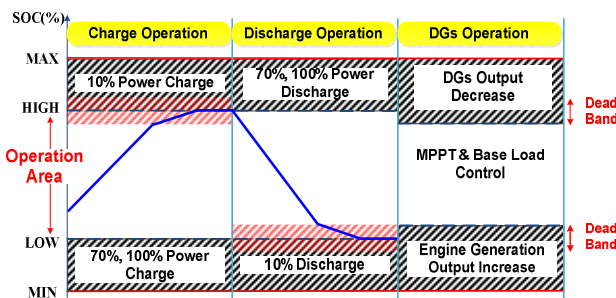 SOC(%)
Charge Operation
Discharge Operation
DGs Operation
MAX
10% Power Charge
70%, 100% Power
Discharge
DGs Output
Decrease
HIGH
Dead
Band
Operation
Area
MPPT & Base Load
Control
LOW
70%, 100% Power
Charge
10% Discharge
Engine Generation
Output Increase
Dead
Band
MIN